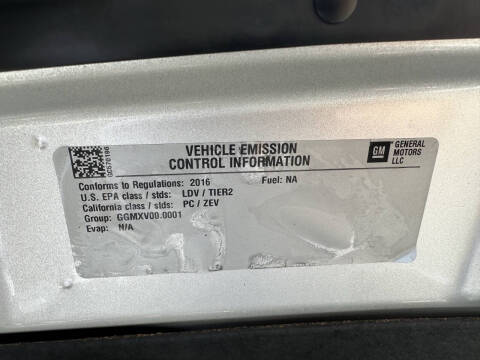 VEHICLE EMISSION
CONTROL INFORMATION
GM GENERAL
MOTORS
LLC
Conforms to Regulations: 2016 Fuel: NA
U.S. EPA class / stds: LDV / TIER2
California class / stds: PC / ZEV
Group: GGMXV00.0001
Evap: N/A